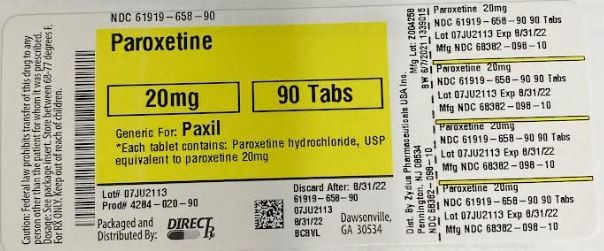 Caution: Federal law prohibits transfer of this drug to any
person other than the patient for whom it was prescribed.
Dosage: See package insert. Store between 68-77 degrees F.
For RX ONLY. Keep out of reach of children.
NDC 61919-658-90
Paroxetine
20mg
90 Tabs
Generic For: Paxil
*Each tablet contains: Paroxetine hydrochloride, USP
equivalent to paroxetine 20mg
Lot# 07JU2113
Prod# 4284-020-90
Packaged and
Distributed By:
DIRECT Rx
Discard After: 8/31/22
61919-658-90
07JU2113
8/31/22
BC8VL
Dawsonville,
GA 30534
Mfg Lot: Z004258
BW 6/7/2021 1339015
Dist. By Zydus Pharmaceuticals USA Inc.
Pennington, NJ 08534
NDC 68382-098-10
Paroxetine 20mg
NDC 61919-658-90 90 Tabs
Lot 07JU2113 Exp 8/31/22
Mfg NDC 68382-098-10
Paroxetine 20mg
NDC 61919-658-90 90 Tabs
Lot 07JU2113 Exp 8/31/22
Mfg NDC 68382-098-10
Paroxetine 20mg
NDC 61919-658-90 90 Tabs
Lot 07JU2113 Exp 8/31/22
Mfg NDC 68382-098-10
Paroxetine 20mg
NDC 61919-658-90 90 Tabs
Lot 07JU2113 Exp 8/31/22
Mfg NDC 68382-098-10